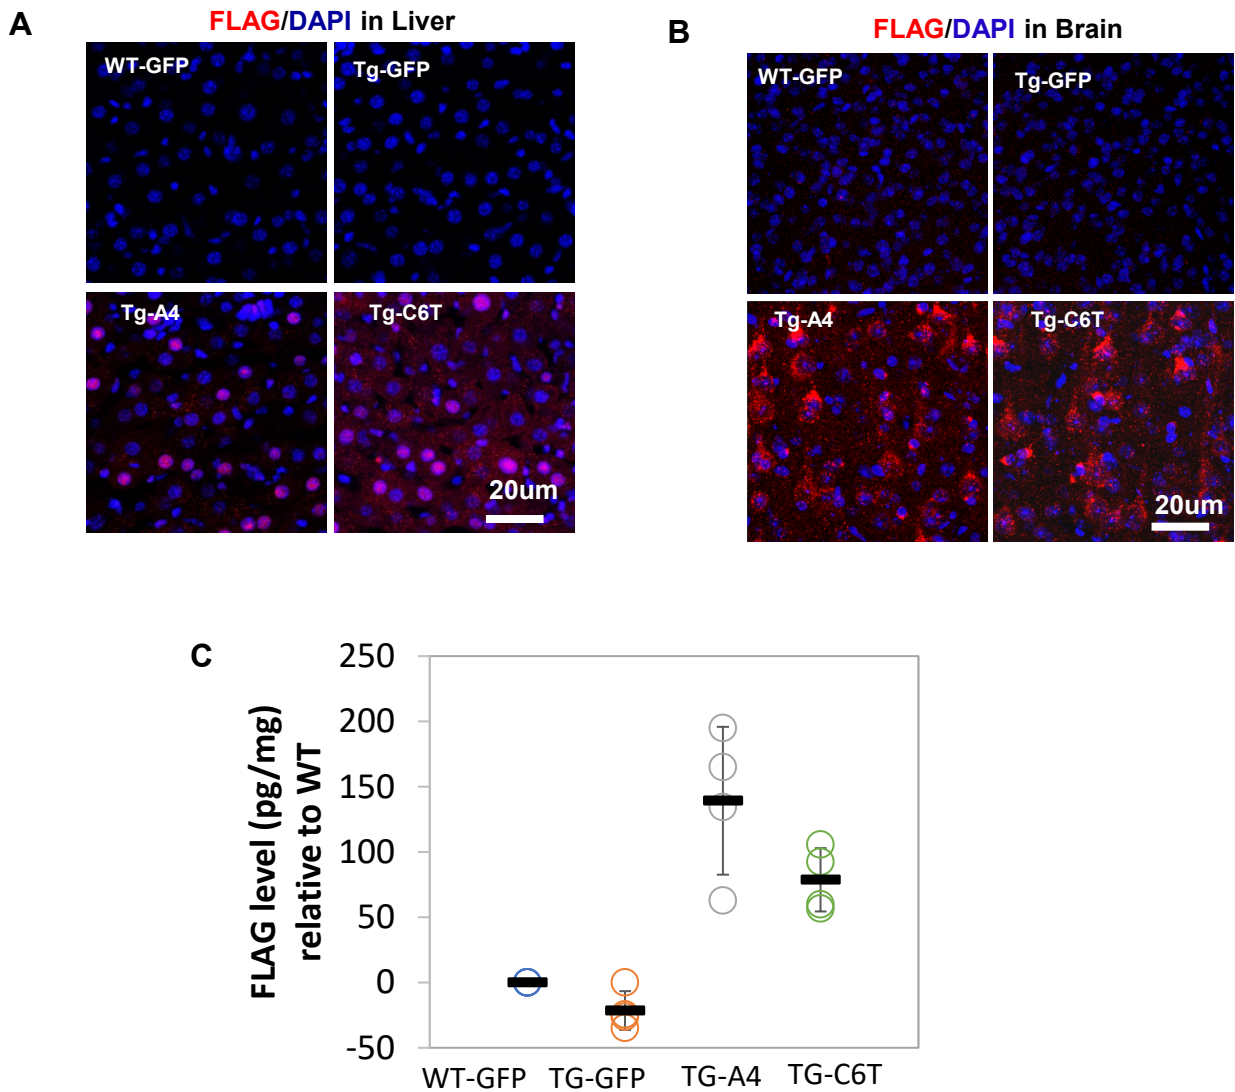 A
FLAG/DAPI in Liver
WT-GFP
Tg-GFP
Tg-A4
Tg-C6T
20um
B
FLAG/DAPI in Brain
WT-GFP
Tg-GFP
Tg-A4
Tg-C6T
20um
C
FLAG level (pg/mg)
relative to WT
250
200
150
100
50
0
-50
WT-GFP
TG-GFP
TG-A4
TG-C6T